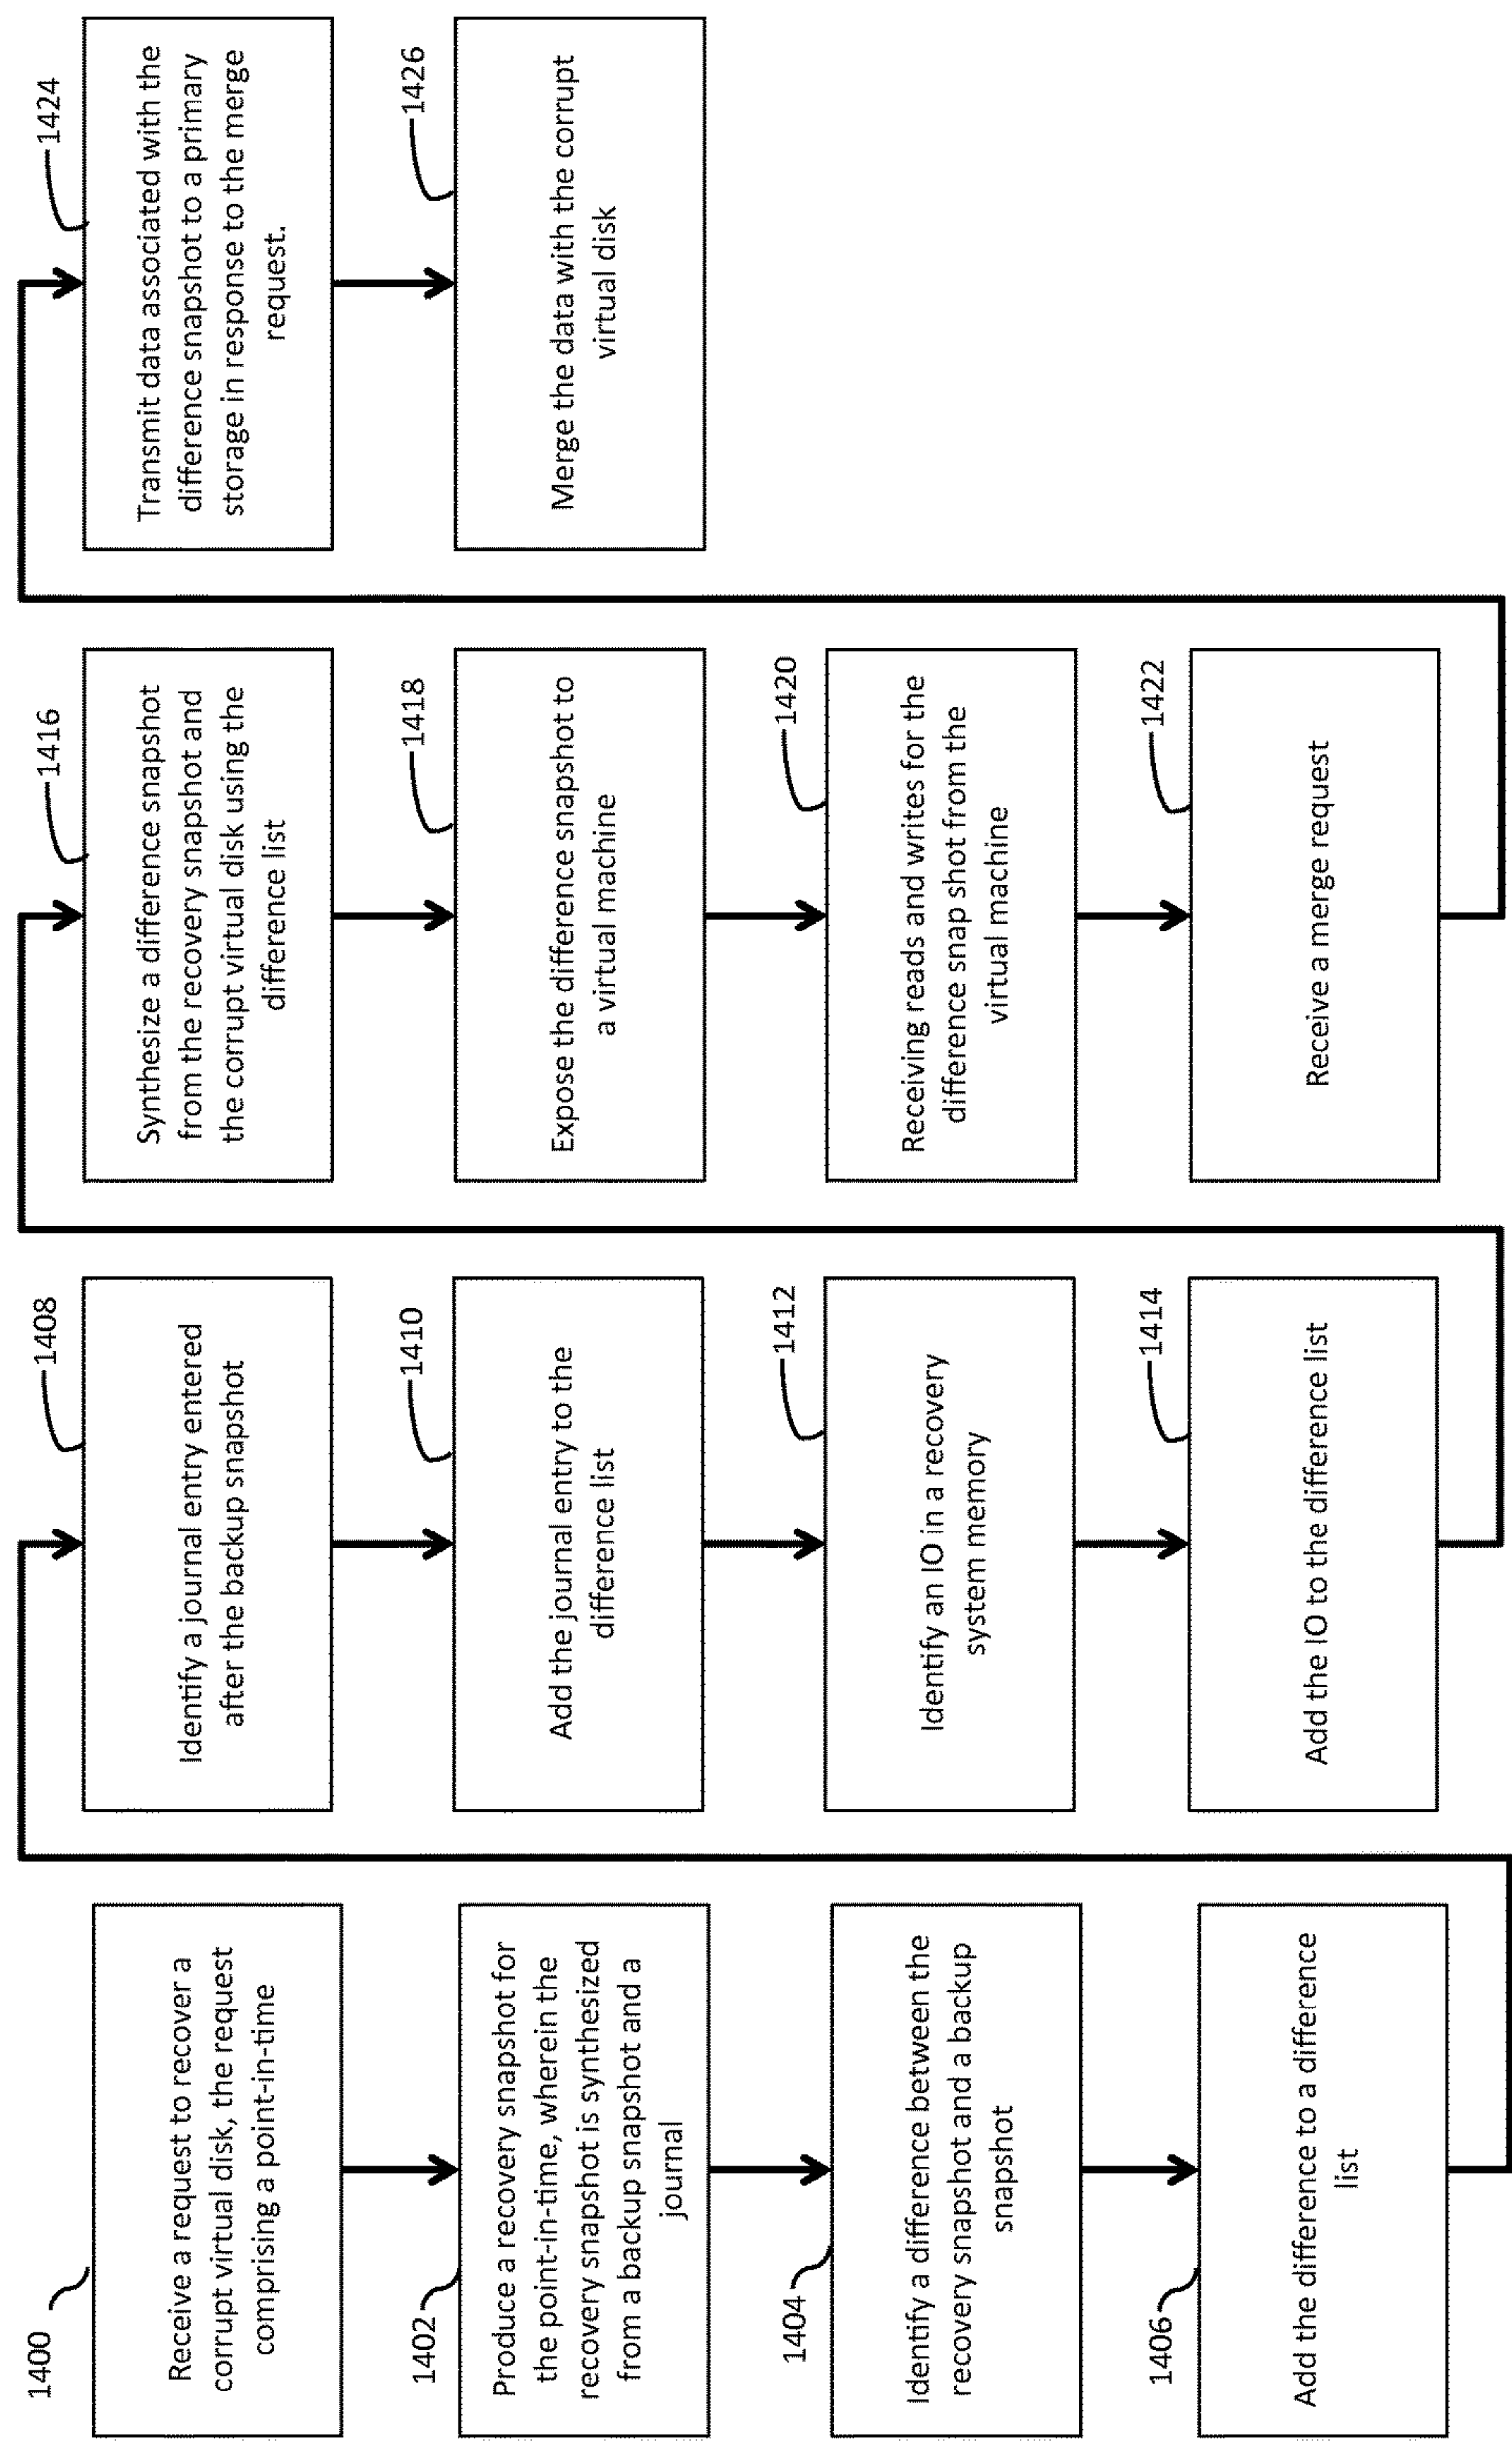 1400
Receive a request to recover a
corrupt virtual disk, the request
comprising a point-in-time
1402
Produce a recovery snapshot for
the point-in-time, wherein the
recovery snapshot is synthesized
from a backup snapshot and a
journal
1404
Identify a difference between the
recovery snapshot and a backup
snapshot
1406
Add the difference to a difference
list
1408
Identify a journal entry entered
after the backup snapshot
1410
Add the journal entry to the
difference list
1412
Identify an IO in a recovery
system memory
1414
Add the IO to the difference list
1416
Synthesize a difference snapshot
from the recovery snapshot and
the corrupt virtual disk using the
difference list
1418
Expose the difference snapshot to
a virtual machine
1420
Receiving reads and writes for the
difference snap shot from the
virtual machine
1422
Receive a merge request
1424
Transmit data associated with the
difference snapshot to a primary
storage in response to the merge
request.
1426
Merge the data with the corrupt
virtual disk